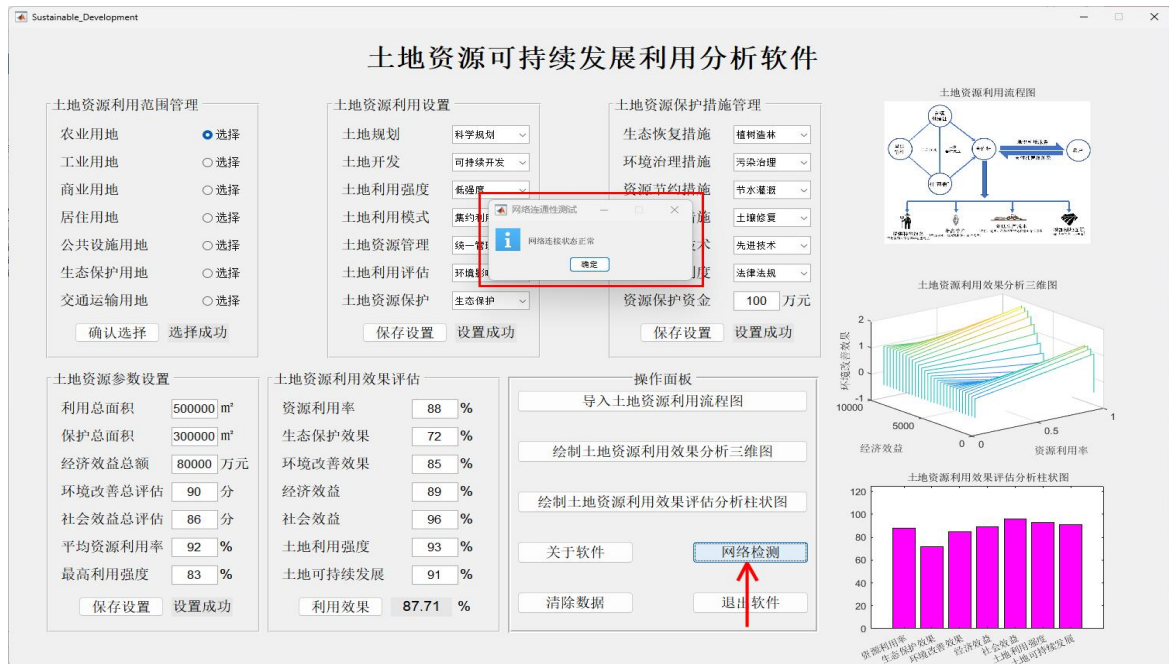 Sustainable_Development
土地资源可持续发展利用分析软件
土地资源利用范围管理
农业用地 选择
工业用地 选择
商业用地 选择
居住用地 选择
公共设施用地 选择
生态保护用地 选择
交通运输用地 选择
确认选择 选择成功
土地资源利用设置
土地规划 科学规划
土地开发 可持续开发
土地利用强度 低强度
土地利用模式 集约利
土地资源管理 统一管
土地利用评估 环境影
土地资源保护 生态保护
保存设置 设置成功
土地资源保护措施管理
生态恢复措施 植树造林
环境治理措施 污染治理
资源节约措施 节水灌溉
施 土壤修复
术 先进技术
度 法律法规
资源保护资金 100 万元
保存设置 设置成功
网络连通性测试
网络连接状态正常
确定
土地资源参数设置
利用总面积 500000 m²
保护总面积 300000 m²
经济效益总额 80000 万元
环境改善总评估 90 分
社会效益总评估 86 分
平均资源利用率 92 %
最高利用强度 83 %
保存设置 设置成功
土地资源利用效果评估
资源利用率 88 %
生态保护效果 72 %
环境改善效果 85 %
经济效益 89 %
社会效益 96 %
土地利用强度 93 %
土地可持续发展 91 %
利用效果 87.71 %
操作面板
导入土地资源利用流程图
绘制土地资源利用效果分析三维图
绘制土地资源利用效果评估分析柱状图
关于软件 网络检测
清除数据 退出软件
土地资源利用流程图
土地资源利用效果分析三维图
环境改善效果
2
1
0
-1
10000
5000
0
经济效益
0
0.5
1
资源利用率
土地资源利用效果评估分析柱状图
120
100
80
60
40
20
0
资源利用率
生态保护效果
环境改善效果
经济效益
社会效益
土地利用强度
土地可持续发展